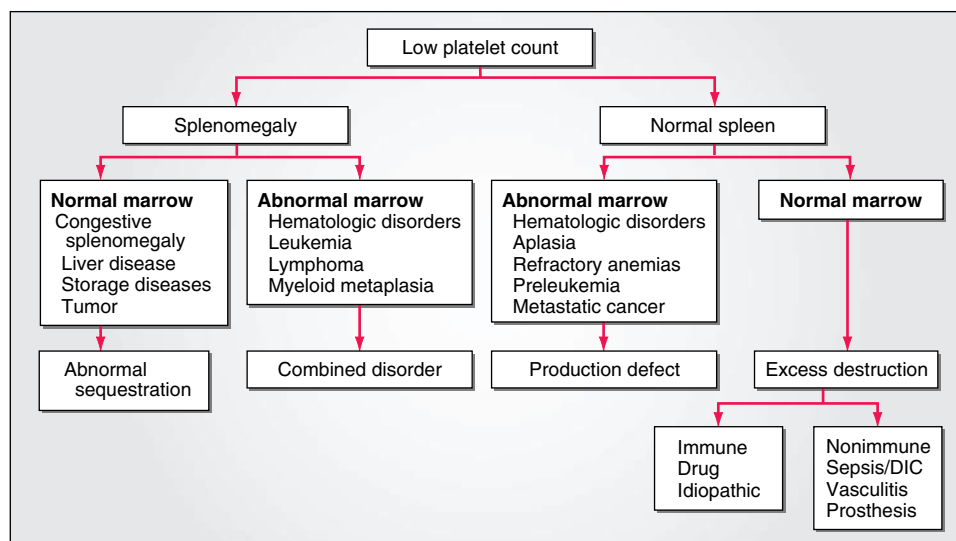 Low platelet count
Splenomegaly
Normal spleen
Normal marrow
Congestive
splenomegaly
Liver disease
Storage diseases
Tumor
Abnormal marrow
Hematologic disorders
Leukemia
Lymphoma
Myeloid metaplasia
Abnormal marrow
Hematologic disorders
Aplasia
Refractory anemias
Preleukemia
Metastatic cancer
Normal marrow
Abnormal
sequestration
Combined disorder
Production defect
Excess destruction
Immune
Drug
Idiopathic
Nonimmune
Sepsis/DIC
Vasculitis
Prosthesis